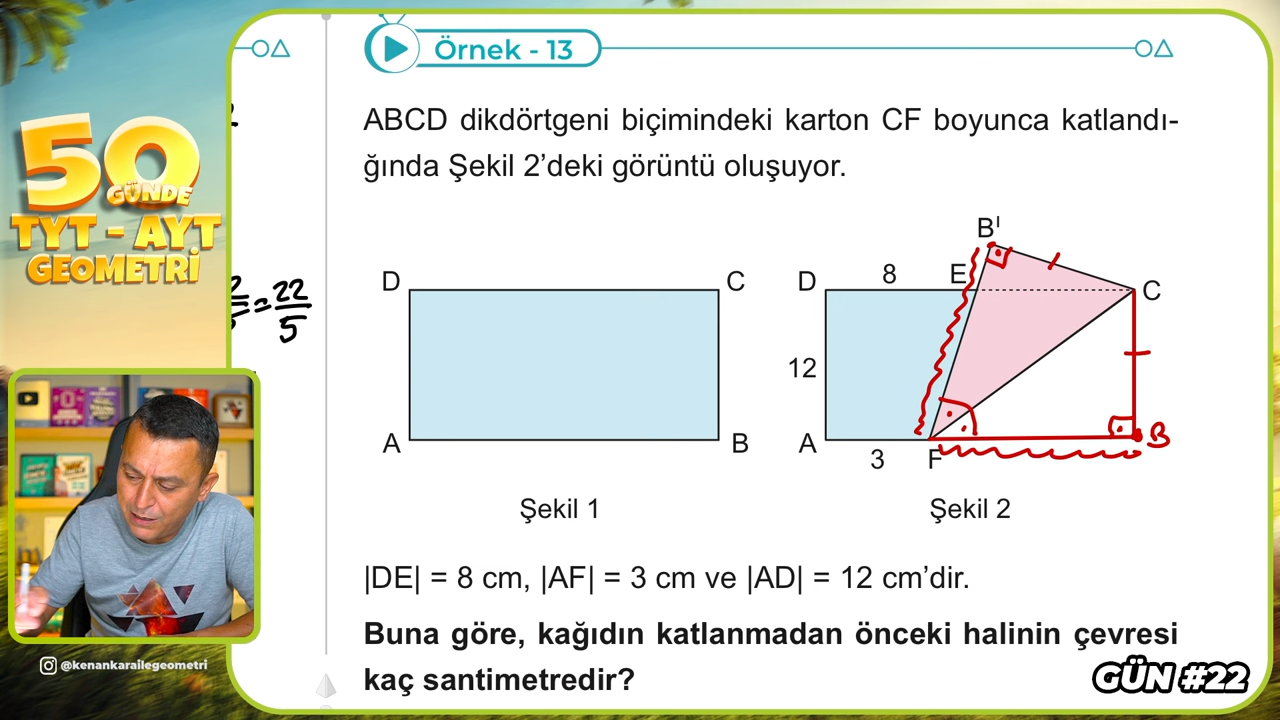 50
GÜNDE
TYT - AYT
GEOMETRİ
=22/5
Örnek - 13
ABCD dikdörtgeni biçimindeki karton CF boyunca katlandı-
ğında Şekil 2'deki görüntü oluşuyor.
D C
A B
Şekil 1
B'
D 8 E C
12
A F B
3
Şekil 2
|DE| = 8 cm, |AF| = 3 cm ve |AD| = 12 cm'dir.
Buna göre, kağıdın katlanmadan önceki halinin çevresi
kaç santimetredir?
GÜN #22
@kenankarailegeometri